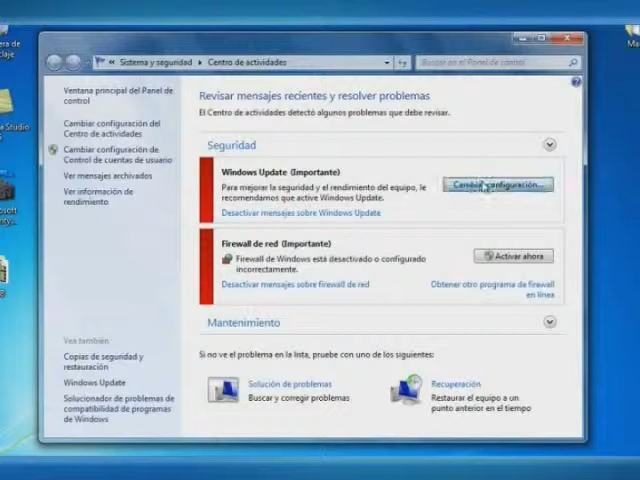 Sistema y seguridad ▸ Centro de actividades
Buscar en el Panel de control
Ventana principal del Panel de
control
Cambiar configuración del
Centro de actividades
Cambiar configuración de
Control de cuentas de usuario
Ver mensajes archivados
Ver información de
rendimiento
Revisar mensajes recientes y resolver problemas
El Centro de actividades detectó algunos problemas que debe revisar.
Seguridad
Windows Update (Importante)
Para mejorar la seguridad y el rendimiento del equipo, le
recomendamos que active Windows Update.
Cambiar configuración...
Desactivar mensajes sobre Windows Update
Firewall de red (Importante)
Firewall de Windows está desactivado o configurado
incorrectamente.
Activar ahora
Desactivar mensajes sobre firewall de red
Obtener otro programa de firewall
en línea
Mantenimiento
Si no ve el problema en la lista, pruebe con uno de los siguientes:
Solución de problemas
Buscar y corregir problemas
Recuperación
Restaurar el equipo a un
punto anterior en el tiempo
Vea también
Copias de seguridad y
restauración
Windows Update
Solucionador de problemas de
compatibilidad de programas
de Windows